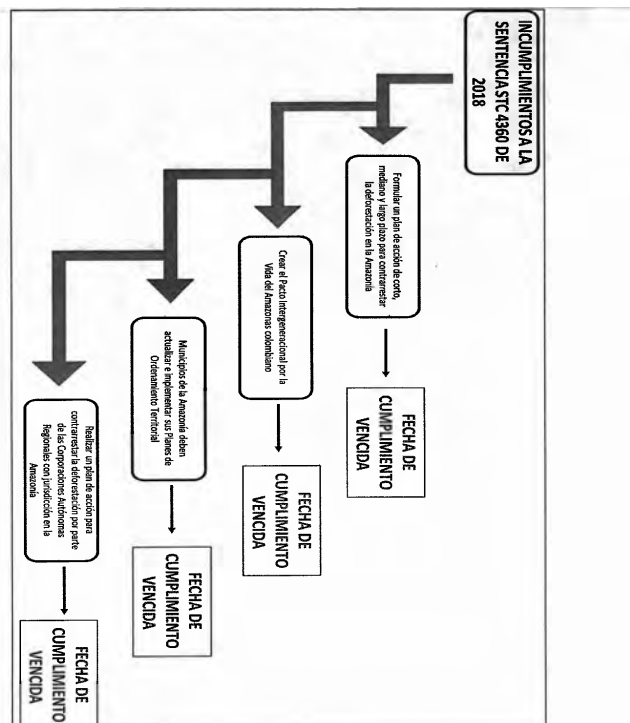 INCUMPLIMIENTOS A LA
SENTENCIA STC 4360 DE
2018
Formular un plan de acción de corto,
mediano y largo plazo para contrarrestar
la deforestación en la Amazonía
FECHA DE
CUMPLIMIENTO
VENCIDA
Crear el Pacto Intergeneracional por la
Vida del Amazonas colombiano
FECHA DE
CUMPLIMIENTO
VENCIDA
Municipios de la Amazonía deben
actualizar e implementar sus Planes de
Ordenamiento Territorial
FECHA DE
CUMPLIMIENTO
VENCIDA
Realizar un plan de acción para
contrarrestar la deforestación por parte
de las Corporaciones Autónomas
Regionales con jurisdicción en la
Amazonía
FECHA DE
CUMPLIMIENTO
VENCIDA